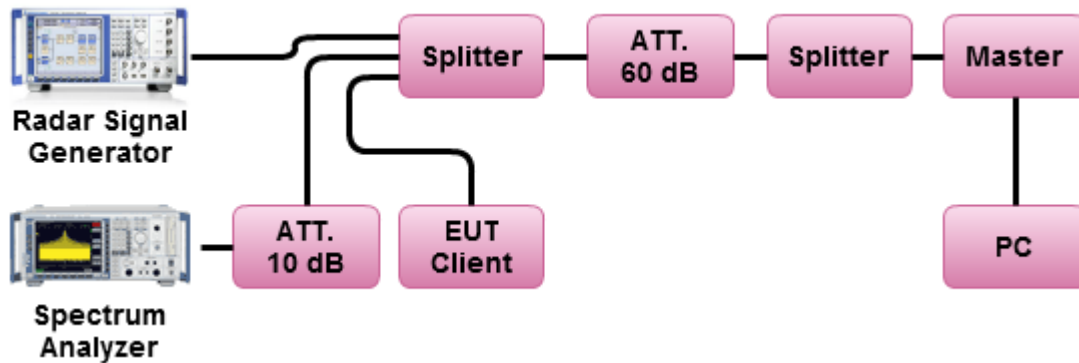 Radar Signal
Generator
Splitter
ATT.
60 dB
Splitter
Master
Spectrum
Analyzer
ATT.
10 dB
EUT
Client
PC